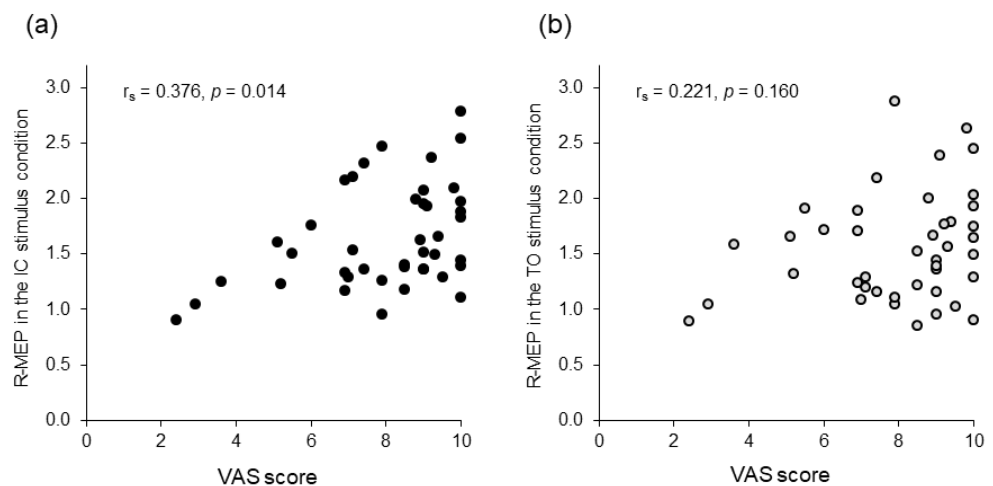 (a)
r_s = 0.376, p = 0.014
R-MEP in the IC stimulus condition
3.0
2.5
2.0
1.5
1.0
0.5
0.0
0 2 4 6 8 10
VAS score
(b)
r_s = 0.221, p = 0.160
R-MEP in the TO stimulus condition
3.0
2.5
2.0
1.5
1.0
0.5
0.0
0 2 4 6 8 10
VAS score